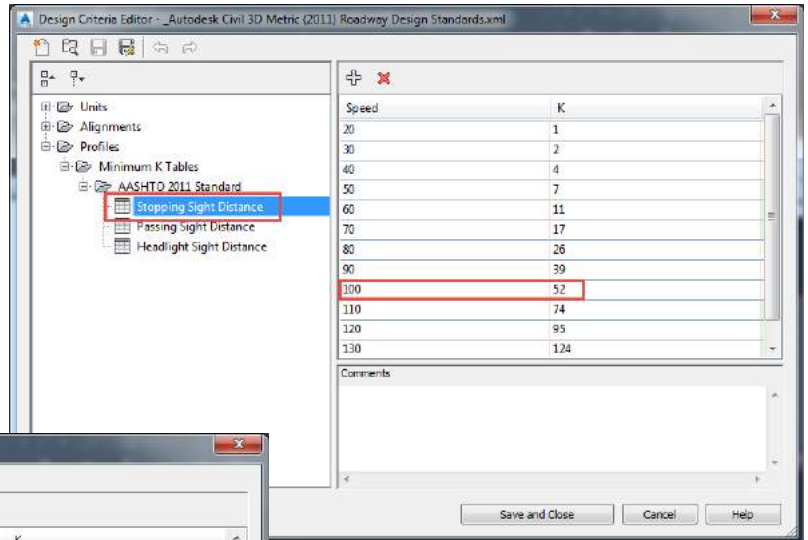 Design Criteria Editor - _Autodesk Civil 3D Metric (2011) Roadway Design Standards.xml
Units
Alignments
Profiles
Minimum K Tables
AASHTO 2011 Standard
Stopping Sight Distance
Passing Sight Distance
Headlight Sight Distance
Speed K
20 1
30 2
40 4
50 7
60 11
70 17
80 26
90 39
100 52
110 74
120 95
130 124
Comments
Save and Close Cancel Help
K